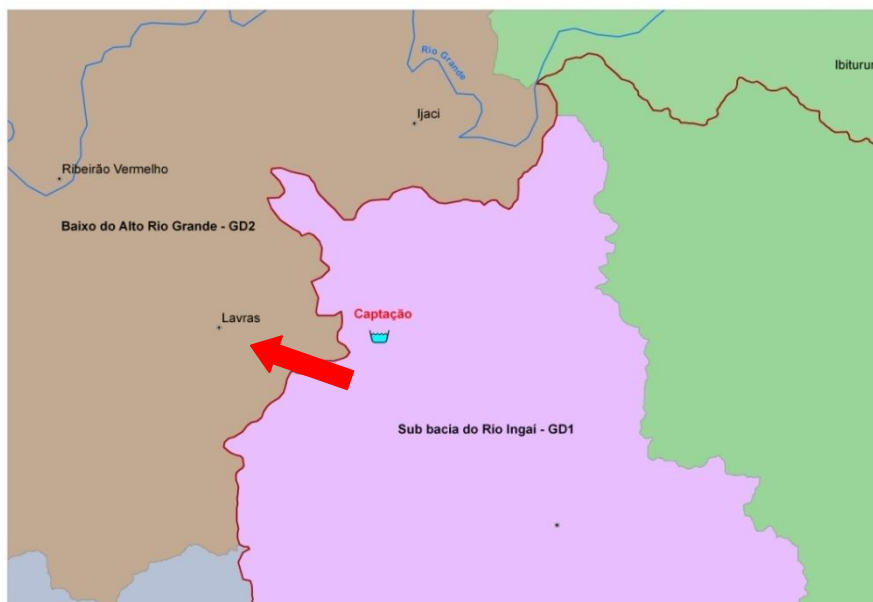 Rio Grande
Ibiturur
Ijaci
Ribeirão Vermelho
Baixo do Alto Rio Grande - GD2
Lavras
Captação
Sub bacia do Rio Ingaí - GD1